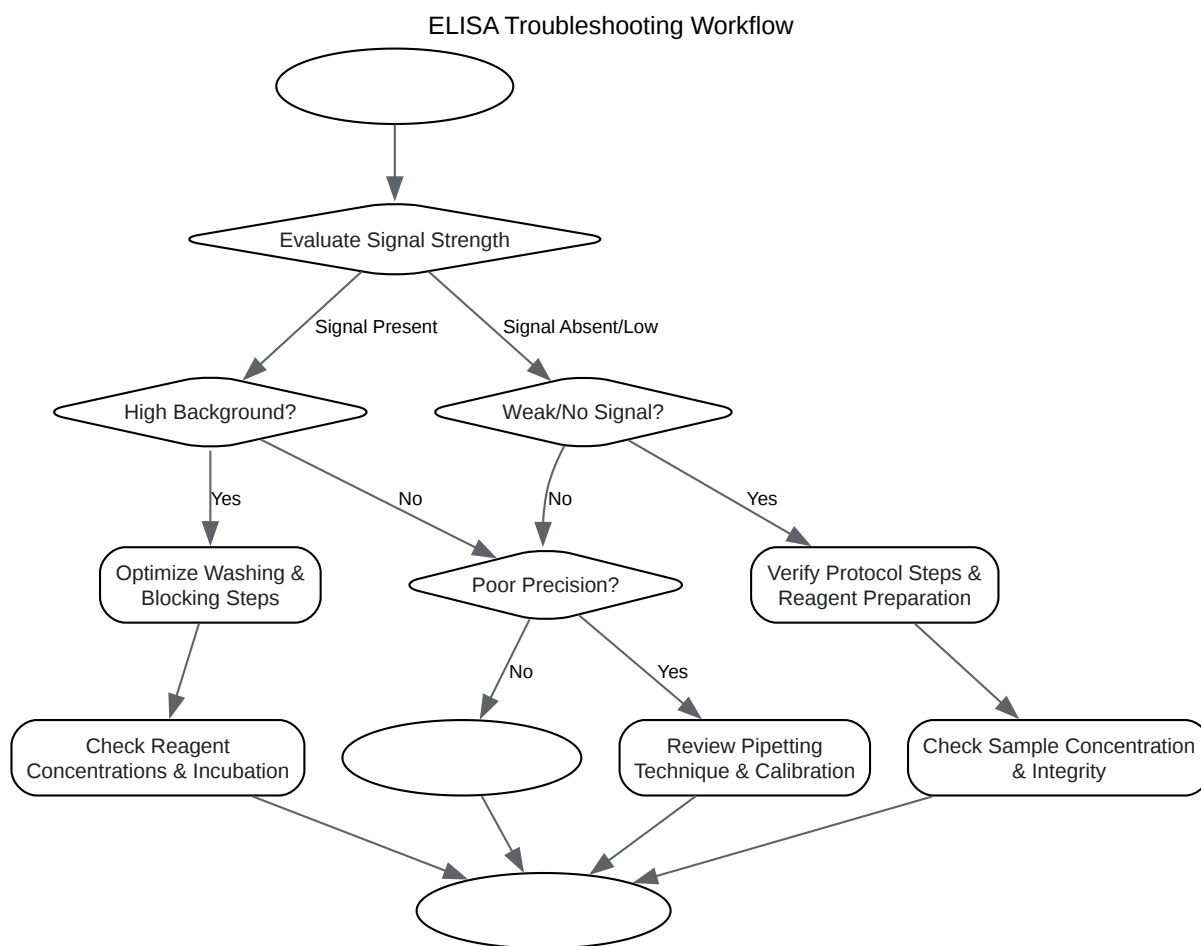 ELISA Troubleshooting Workflow
Evaluate Signal Strength
Signal Present
Signal Absent/Low
High Background?
Weak/No Signal?
Yes
No
No
Yes
Optimize Washing &
Blocking Steps
Poor Precision?
Verify Protocol Steps &
Reagent Preparation
No
Yes
Check Reagent
Concentrations & Incubation
Review Pipetting
Technique & Calibration
Check Sample Concentration
& Integrity